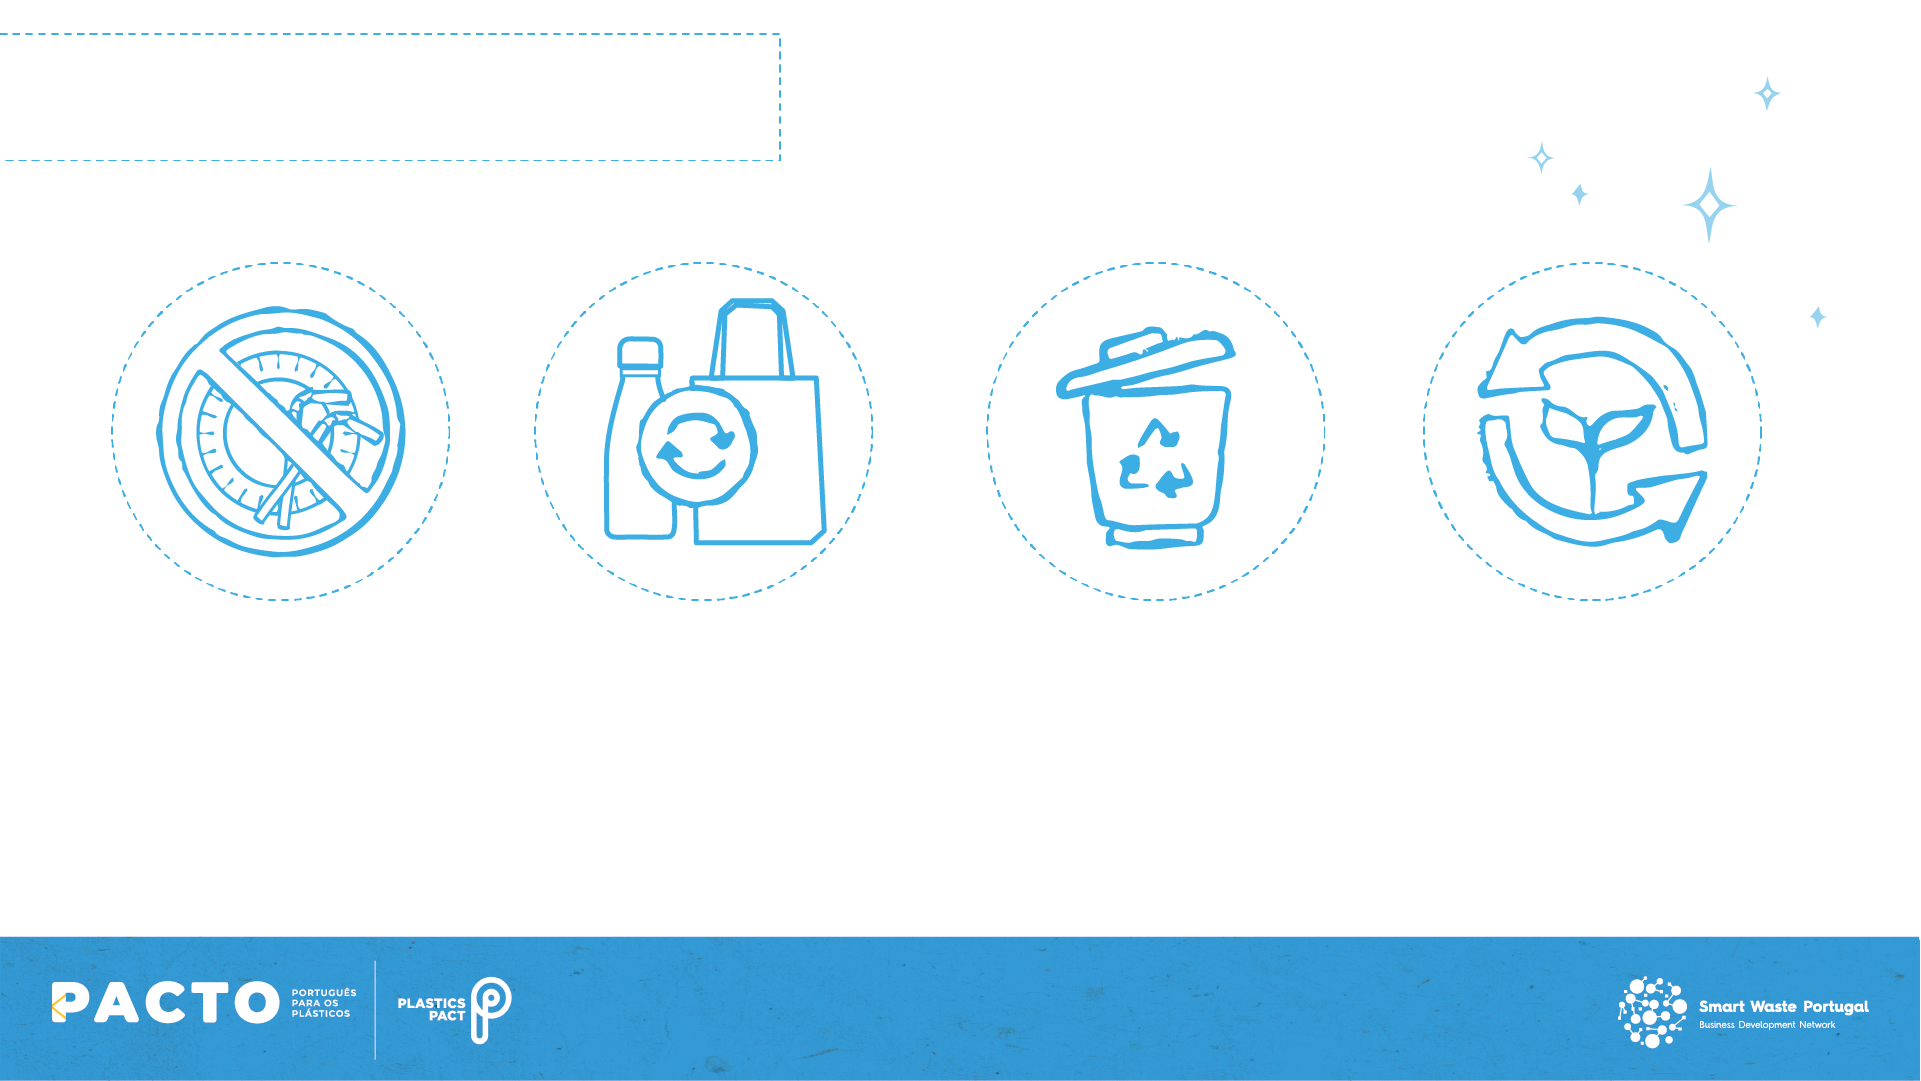 PACTO
PORTUGUÊS
PARA OS
PLÁSTICOS
PLASTICS
PACT
Smart Waste Portugal
Business Development Network